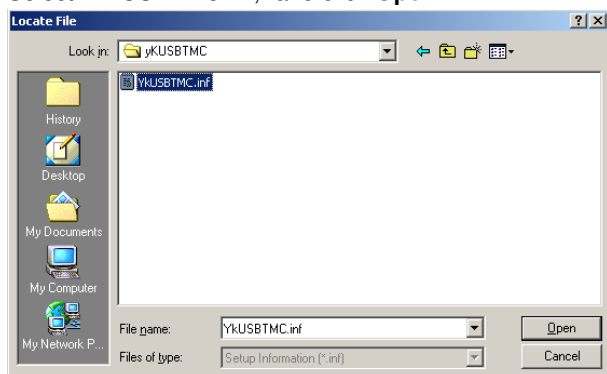 Locate File
Look in: yKUSBTMC
YkUSBTMC.inf
History
Desktop
My Documents
My Computer
My Network P...
File name: YkUSBTMC.inf Open
Files of type: Setup Information (*.inf) Cancel